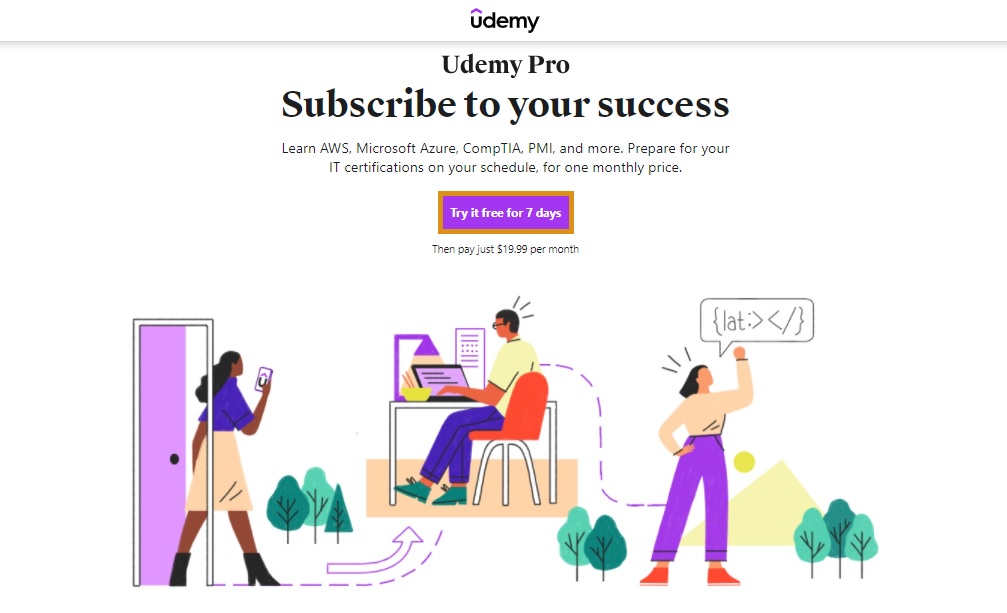 ûdemy
Udemy Pro
Subscribe to your success
Learn AWS, Microsoft Azure, CompTIA, PMI, and more. Prepare for your
IT certifications on your schedule, for one monthly price.
Try it free for 7 days
Then pay just $19.99 per month
{lat:></}
û